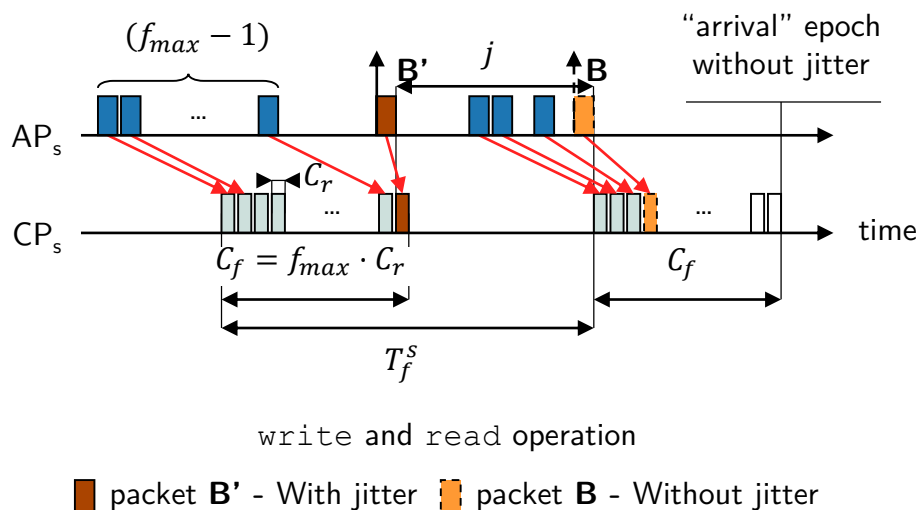 (f_max − 1)
"arrival" epoch
without jitter
B' j B
...
AP_s
C_r
... ...
CP_s time
C_f = f_max · C_r C_f
T_f^s
write and read operation
packet B' - With jitter packet B - Without jitter